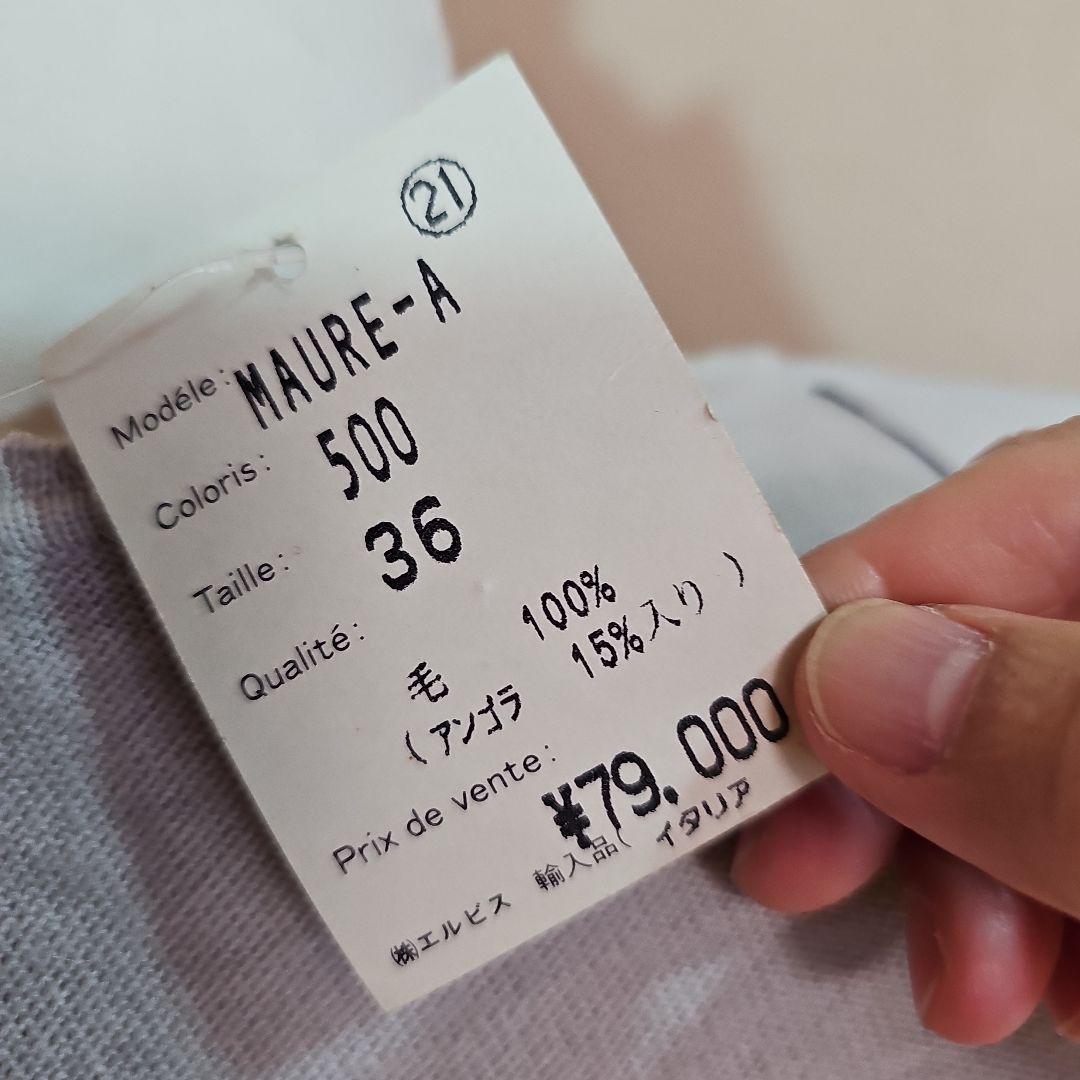 ㉑
Modéle: MAURE-A
Coloris: 500
Taille: 36
Qualité:
毛 100%
(アンゴラ 15%入り)
Prix de vente: ¥79,000
㈱エルビス 輸入品(イタリア